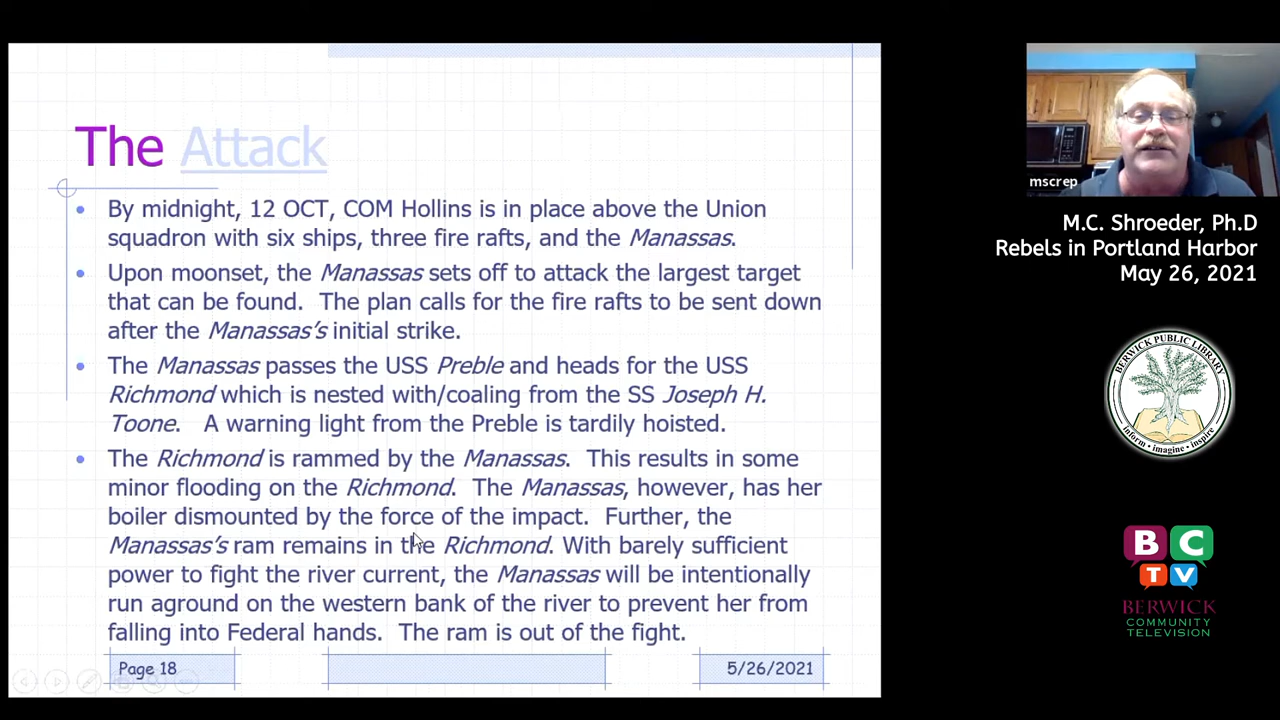 The Attack
By midnight, 12 OCT, COM Hollins is in place above the Union
squadron with six ships, three fire rafts, and the Manassas.
Upon moonset, the Manassas sets off to attack the largest target
that can be found. The plan calls for the fire rafts to be sent down
after the Manassas's initial strike.
The Manassas passes the USS Preble and heads for the USS
Richmond which is nested with/coaling from the SS Joseph H.
Toone. A warning light from the Preble is tardily hoisted.
The Richmond is rammed by the Manassas. This results in some
minor flooding on the Richmond. The Manassas, however, has her
boiler dismounted by the force of the impact. Further, the
Manassas's ram remains in the Richmond. With barely sufficient
power to fight the river current, the Manassas will be intentionally
run aground on the western bank of the river to prevent her from
falling into Federal hands. The ram is out of the fight.
Page 18
5/26/2021
mscrep
M.C. Shroeder, Ph.D
Rebels in Portland Harbor
May 26, 2021
BERWICK PUBLIC LIBRARY
inform • imagine • inspire
B C
TV
BERWICK
COMMUNITY
TELEVISION